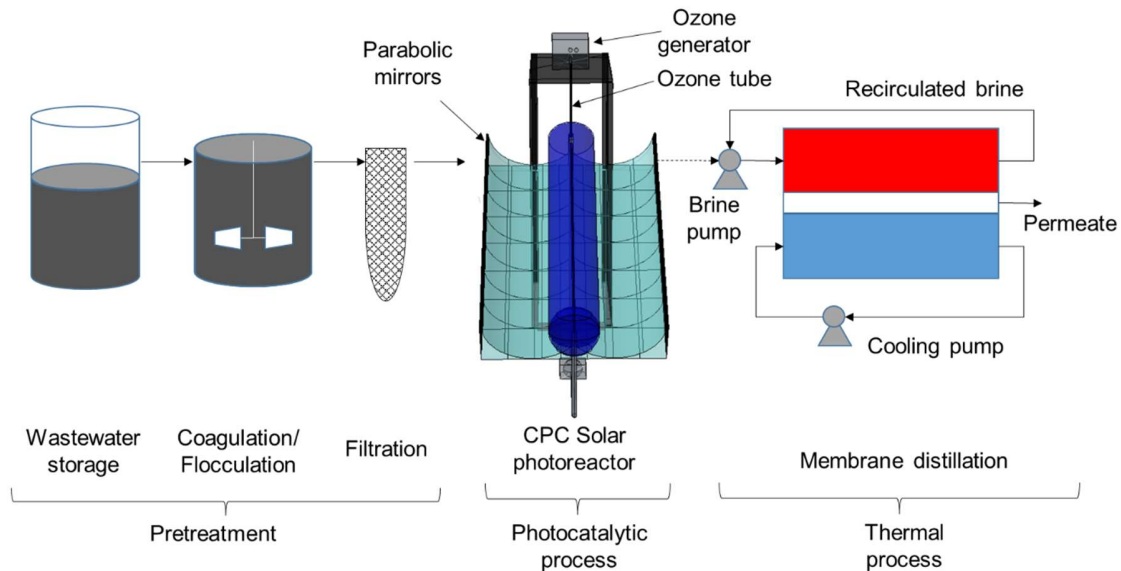 Ozone
generator
Parabolic
mirrors
Ozone tube
Recirculated brine
Brine
pump
Permeate
Cooling pump
Wastewater
storage
Coagulation/
Flocculation
Filtration
CPC Solar
photoreactor
Membrane distillation
Pretreatment
Photocatalytic
process
Thermal
process